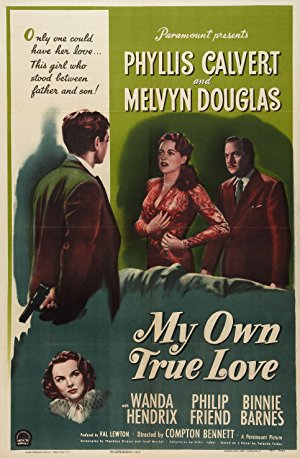 Paramount presents
Only one could
have her love...
This girl who
stood between
father and son!
PHYLLIS CALVERT
and
MELVYN DOUGLAS
My Own
True Love
with WANDA HENDRIX PHILIP FRIEND BINNIE BARNES
Produced by VAL LEWTON • Directed by COMPTON BENNETT •